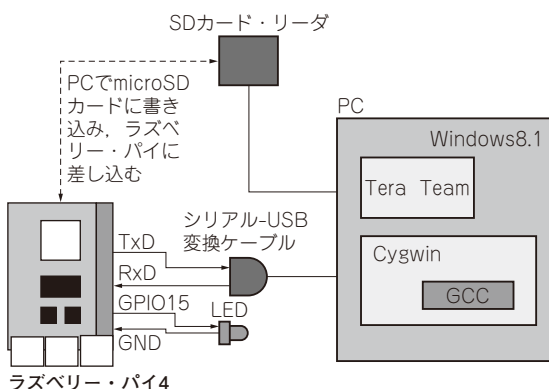 SDカード・リーダ
PCでmicroSD
カードに書き
込み，ラズベ
リー・パイに
差し込む
PC
Windows8.1
Tera Team
Cygwin
GCC
シリアル-USB
変換ケーブル
TxD
RxD
GPIO15
LED
GND
ラズベリー・パイ4